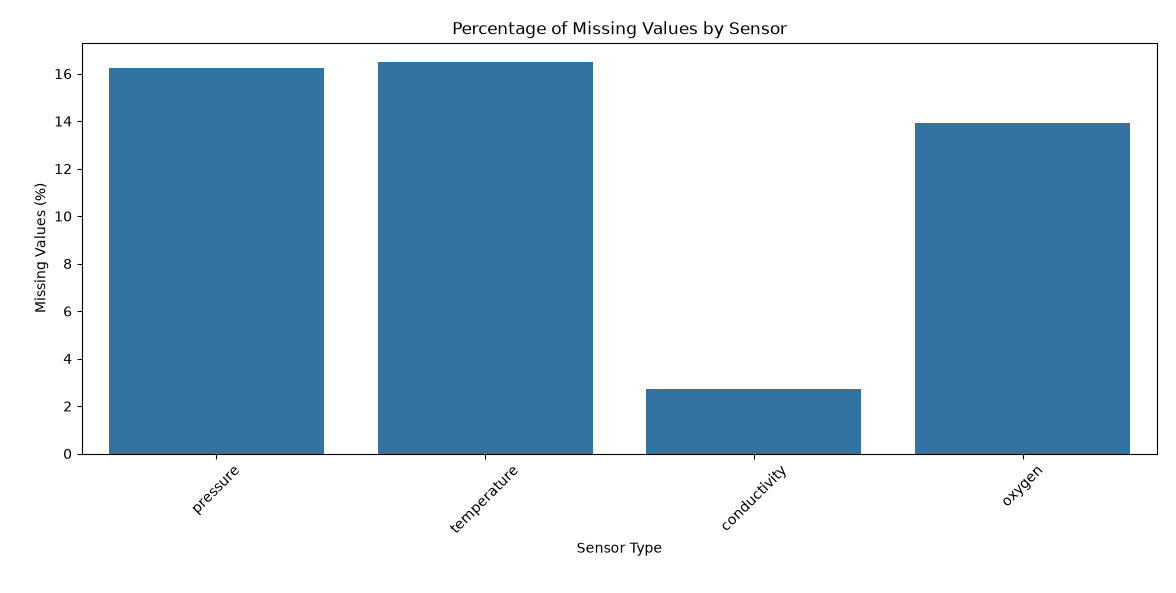 Percentage of Missing Values by Sensor
Missing Values (%)
16
14
12
10
8
6
4
2
0
pressure
temperature
conductivity
oxygen
Sensor Type